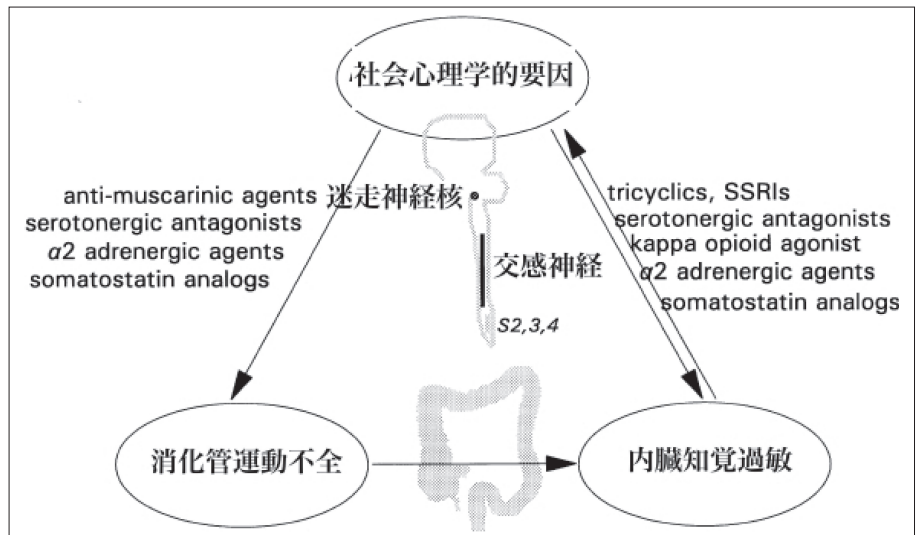 社会心理学的要因
anti-muscarinic agents
serotonergic antagonists
α2 adrenergic agents
somatostatin analogs
迷走神経核
交感神経
S2,3,4
tricyclics, SSRIs
serotonergic antagonists
kappa opioid agonist
α2 adrenergic agents
somatostatin analogs
消化管運動不全
内臓知覚過敏